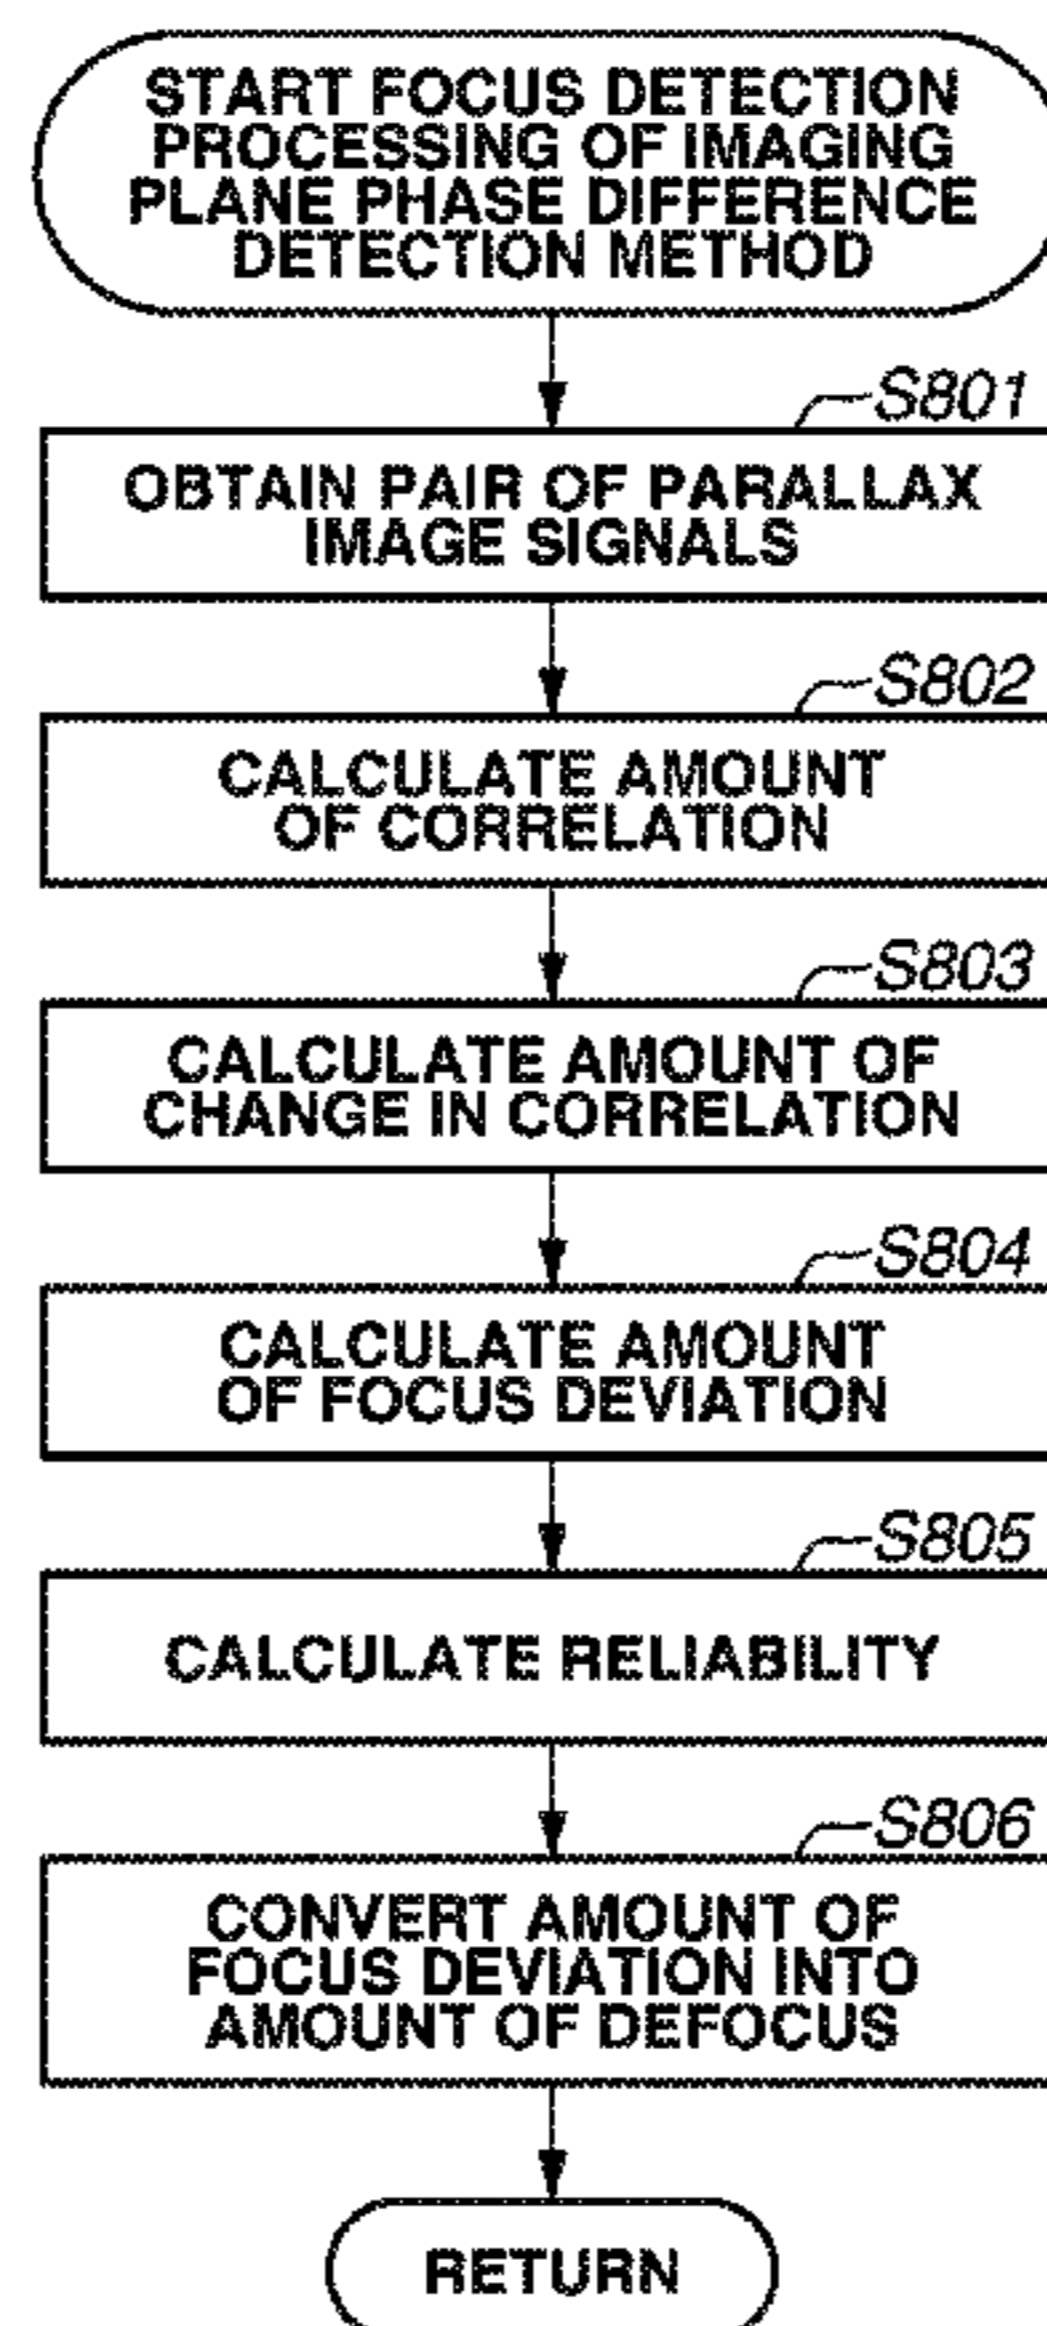 START FOCUS DETECTION
PROCESSING OF IMAGING
PLANE PHASE DIFFERENCE
DETECTION METHOD
S801
OBTAIN PAIR OF PARALLAX
IMAGE SIGNALS
S802
CALCULATE AMOUNT
OF CORRELATION
S803
CALCULATE AMOUNT OF
CHANGE IN CORRELATION
S804
CALCULATE AMOUNT
OF FOCUS DEVIATION
S805
CALCULATE RELIABILITY
S806
CONVERT AMOUNT OF
FOCUS DEVIATION INTO
AMOUNT OF DEFOCUS
RETURN